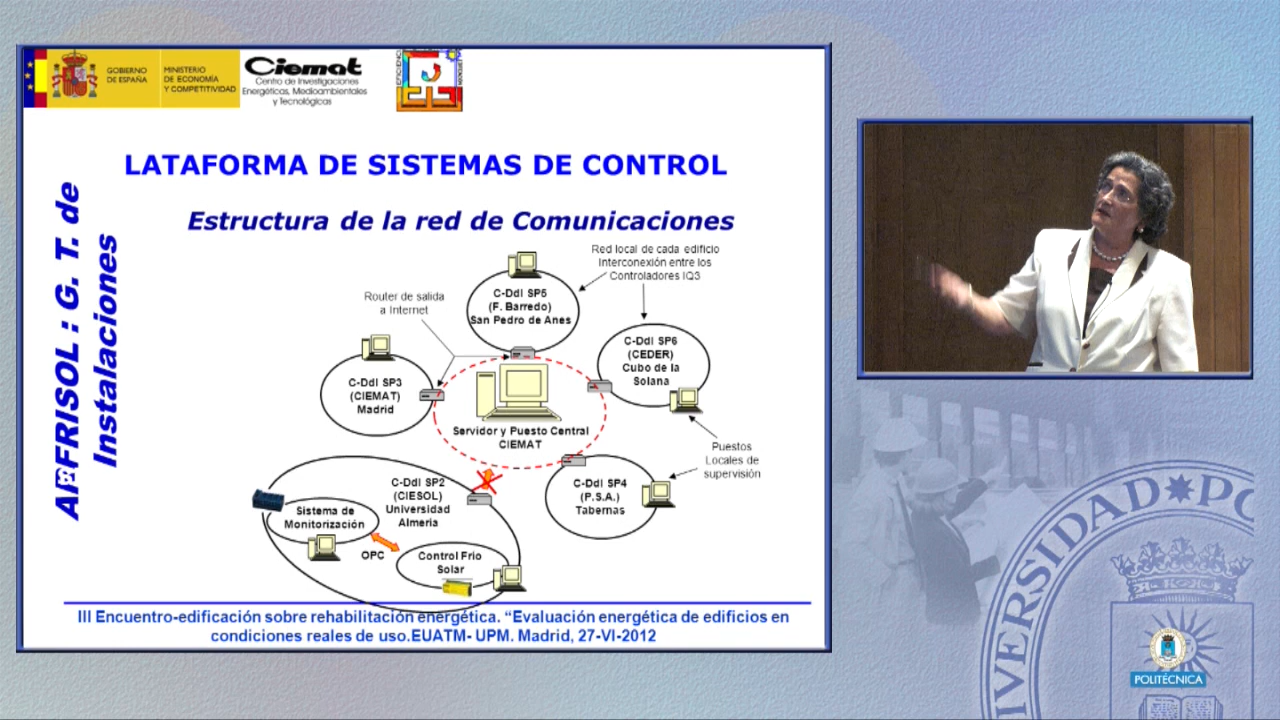 GOBIERNO
DE ESPAÑA
MINISTERIO
DE ECONOMÍA
Y COMPETITIVIDAD
Ciemat
Centro de Investigaciones
Energéticas, Medioambientales
y Tecnológicas
LATAFORMA DE SISTEMAS DE CONTROL
Estructura de la red de Comunicaciones
FRISOL : G. T. de
Instalaciones
Red local de cada edificio
Interconexión entre los
Controladores IQ3
Router de salida
a Internet
C-DdI SP5
(F. Barredo)
San Pedro de Anes
C-DdI SP6
(CEDER)
Cubo de la
Solana
C-DdI SP3
(CIEMAT)
Madrid
Servidor y Puesto Central
CIEMAT
Puestos
Locales de
supervisión
C-DdI SP2
(CIESOL)
Universidad
Almería
C-DdI SP4
(P.S.A.)
Tabernas
Sistema de
Monitorización
OPC
Control Frío
Solar
III Encuentro-edificación sobre rehabilitación energética. “Evaluación energética de edificios en
condiciones reales de uso.EUATM- UPM. Madrid, 27-VI-2012
IVERSIDAD PO
POLITÉCNICA